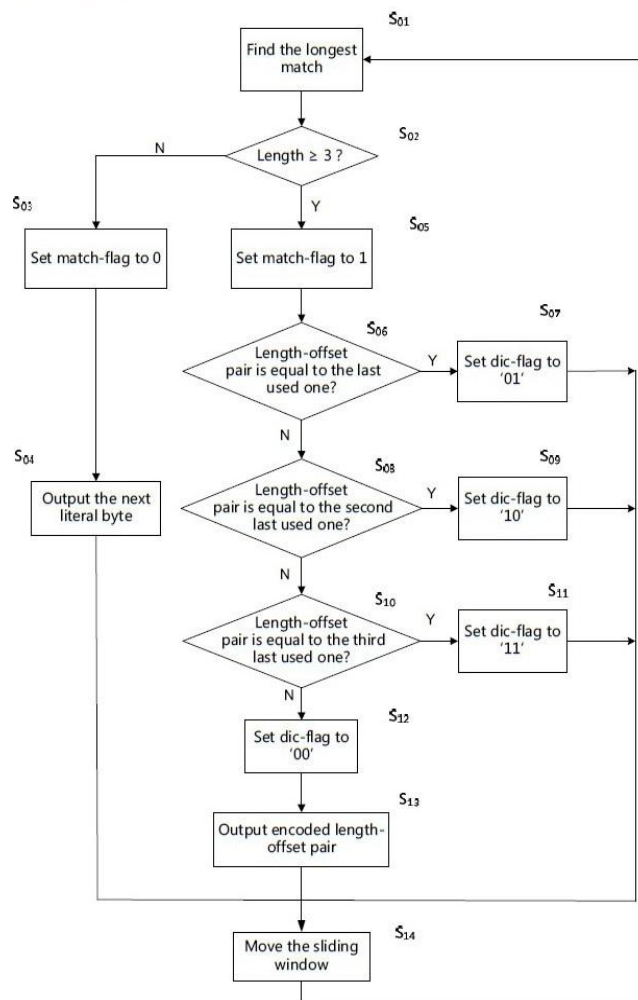 S01
Find the longest
match
S02
Length ≥ 3 ?
N
Y
S03
Set match-flag to 0
S05
Set match-flag to 1
S06
Length-offset
pair is equal to the last
used one?
Y
S07
Set dic-flag to
‘01’
N
S04
Output the next
literal byte
S08
Length-offset
pair is equal to the second
last used one?
Y
S09
Set dic-flag to
‘10’
N
S10
Length-offset
pair is equal to the third
last used one?
Y
S11
Set dic-flag to
‘11’
N
S12
Set dic-flag to
‘00’
S13
Output encoded length-
offset pair
S14
Move the sliding
window